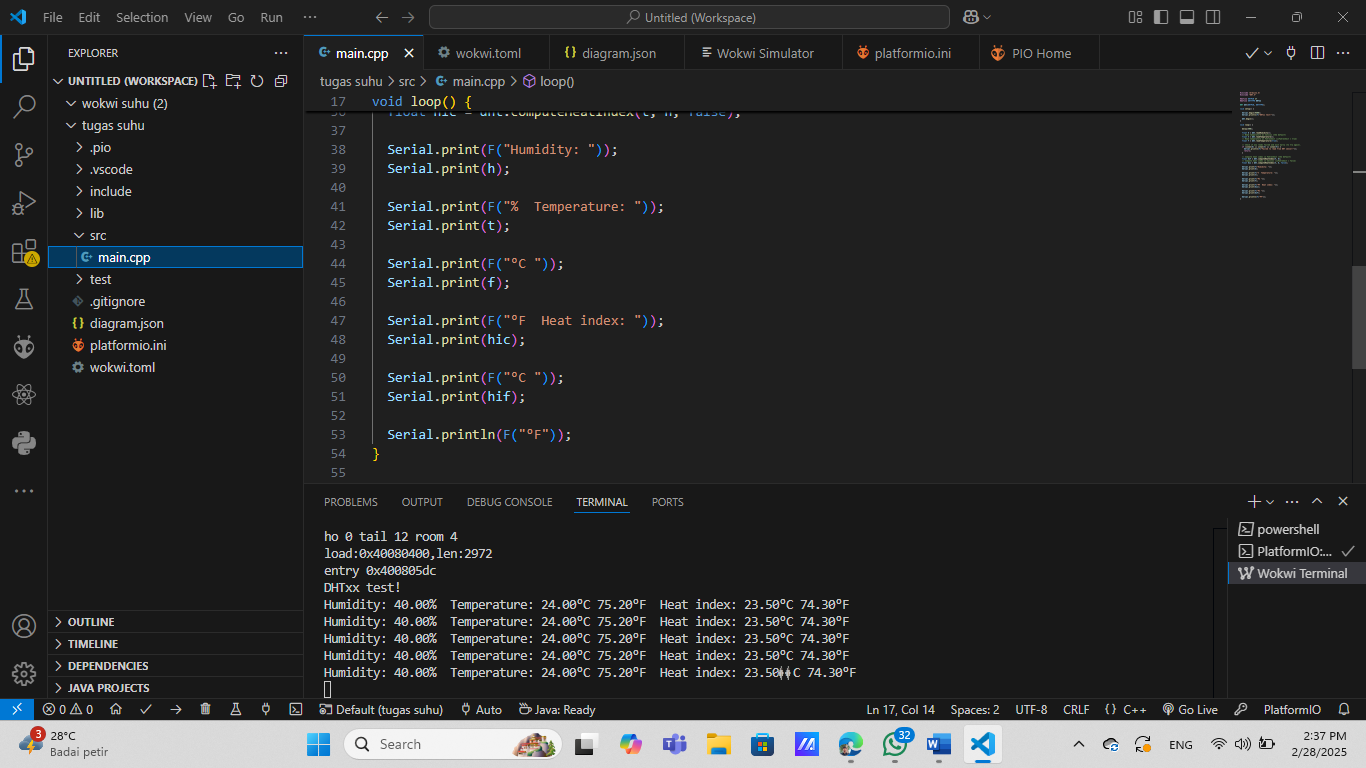 File Edit Selection View Go Run ··· Untitled (Workspace)
EXPLORER ···
main.cpp wokwi.toml {} diagram.json Wokwi Simulator platformio.ini PIO Home
UNTITLED (WORKSPACE)
wokwi suhu (2)
tugas suhu
.pio
.vscode
include
lib
src
main.cpp
test
.gitignore
{} diagram.json
platformio.ini
wokwi.toml
OUTLINE
TIMELINE
DEPENDENCIES
JAVA PROJECTS
tugas suhu > src > main.cpp > loop()
17 void loop() {
36 float hic = dht.computeHeatIndex(t, h, false);
37
38 Serial.print(F("Humidity: "));
39 Serial.print(h);
40
41 Serial.print(F("%  Temperature: "));
42 Serial.print(t);
43
44 Serial.print(F("°C "));
45 Serial.print(f);
46
47 Serial.print(F("°F  Heat index: "));
48 Serial.print(hic);
49
50 Serial.print(F("°C "));
51 Serial.print(hif);
52
53 Serial.println(F("°F"));
54 }
55
PROBLEMS OUTPUT DEBUG CONSOLE TERMINAL PORTS
ho 0 tail 12 room 4
load:0x40080400,len:2972
entry 0x400805dc
DHTxx test!
Humidity: 40.00%  Temperature: 24.00°C 75.20°F  Heat index: 23.50°C 74.30°F
Humidity: 40.00%  Temperature: 24.00°C 75.20°F  Heat index: 23.50°C 74.30°F
Humidity: 40.00%  Temperature: 24.00°C 75.20°F  Heat index: 23.50°C 74.30°F
Humidity: 40.00%  Temperature: 24.00°C 75.20°F  Heat index: 23.50°C 74.30°F
Humidity: 40.00%  Temperature: 24.00°C 75.20°F  Heat index: 23.50��C 74.30°F
powershell
PlatformIO:...
Wokwi Terminal
0 0 Default (tugas suhu) Auto Java: Ready Ln 17, Col 14 Spaces: 2 UTF-8 CRLF {} C++ Go Live PlatformIO
3 28°C
Badai petir
Search
32
ENG
2:37 PM
2/28/2025